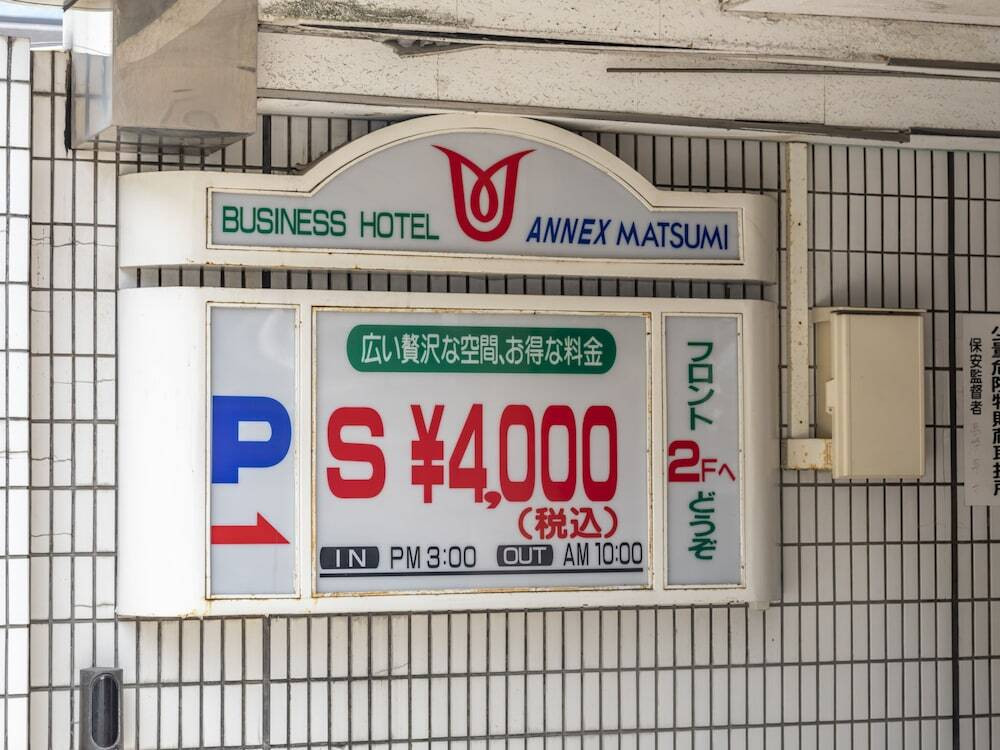 BUSINESS HOTEL ANNEX MATSUMI
P
広い贅沢な空間、お得な料金
S ¥4,000
(税込)
IN PM 3:00 OUT AM 10:00
フロント
2Fへ
どうぞ
保安監督者